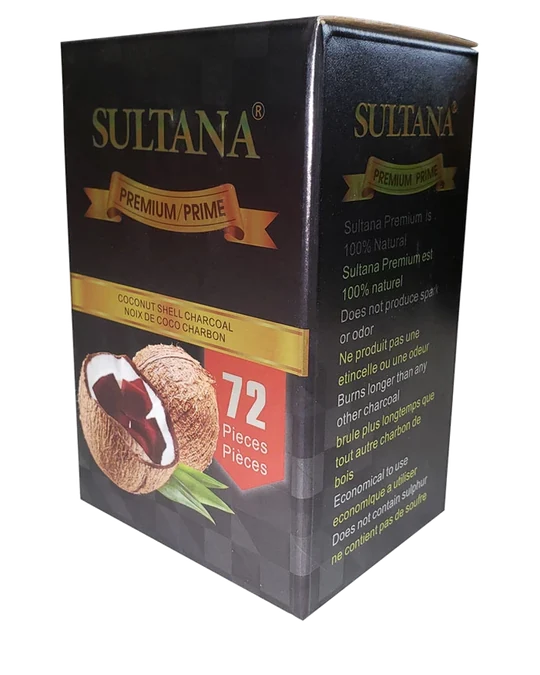 SULTANA®
PREMIUM/PRIME
COCONUT SHELL CHARCOAL
NOIX DE COCO CHARBON
72
Pieces
Pièces
SULTANA®
PREMIUM PRIME
Sultana Premium is
100% Natural
Sultana Premium est
100% naturel
Does not produce spark
or odor
Ne produit pas une
etincelle ou une odeur
Burns longer than any
other charcoal
brule plus longtemps que
tout autre charbon de
bois
Economical to use
economique a utiliser
Does not contain sulphur
ne contient pas de soufre